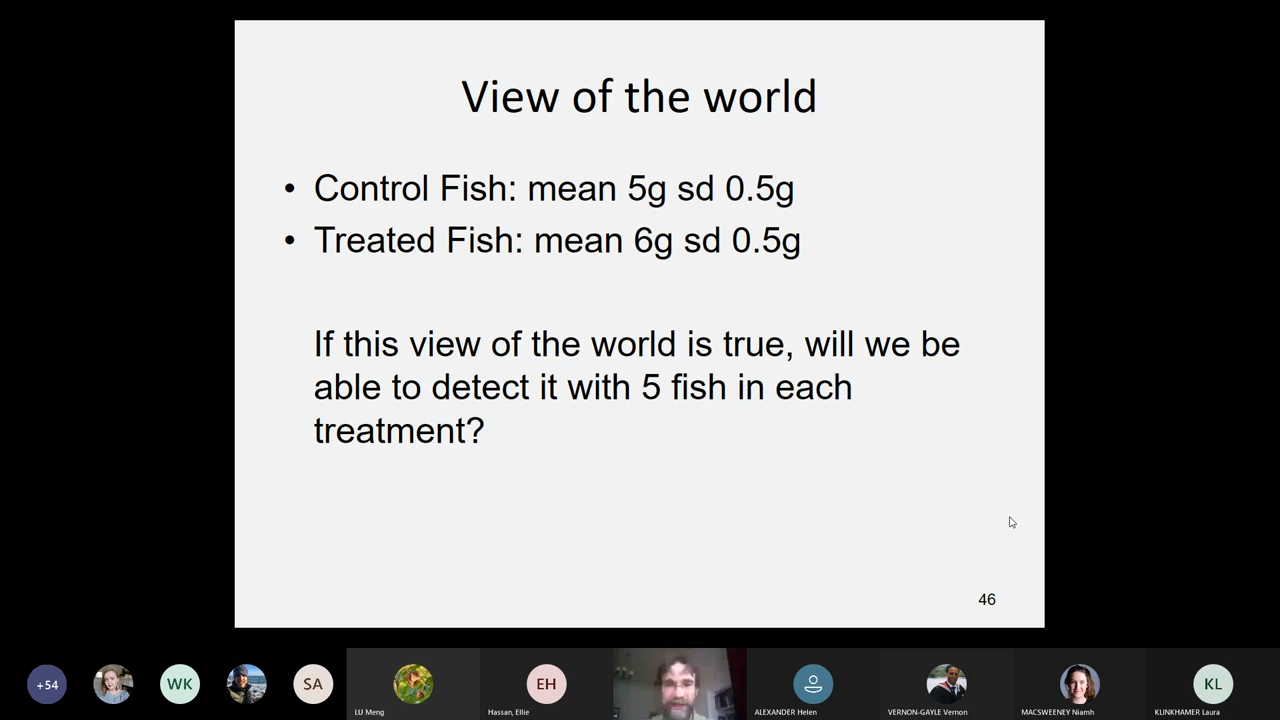 View of the world
• Control Fish: mean 5g sd 0.5g
• Treated Fish: mean 6g sd 0.5g
If this view of the world is true, will we be
able to detect it with 5 fish in each
treatment?
46
+54
WK
SA
LU Meng
EH
Hassan, Ellie
ALEXANDER Helen
VERNON-GAYLE Vernon
MACSWEENEY Niamh
KL
KLINKHAMER Laura